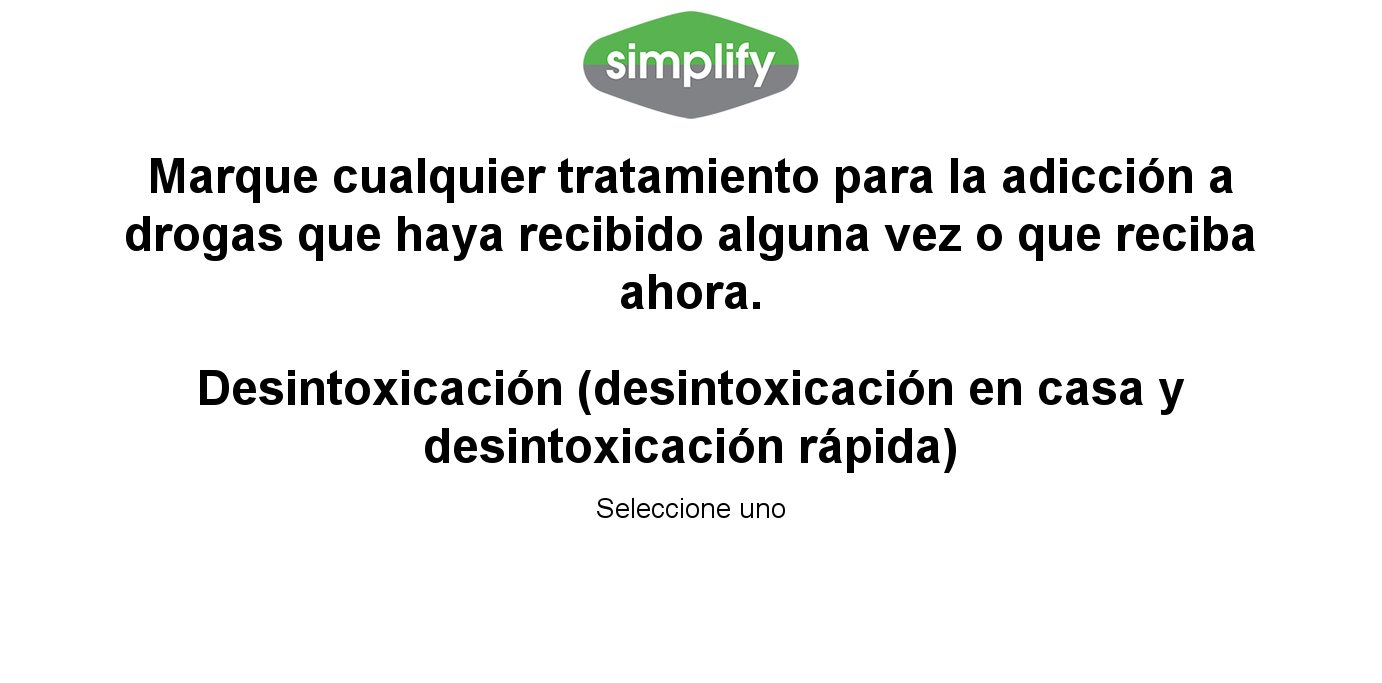 simplify
Marque cualquier tratamiento para la adicción a
drogas que haya recibido alguna vez o que reciba
ahora.
Desintoxicación (desintoxicación en casa y
desintoxicación rápida)
Seleccione uno